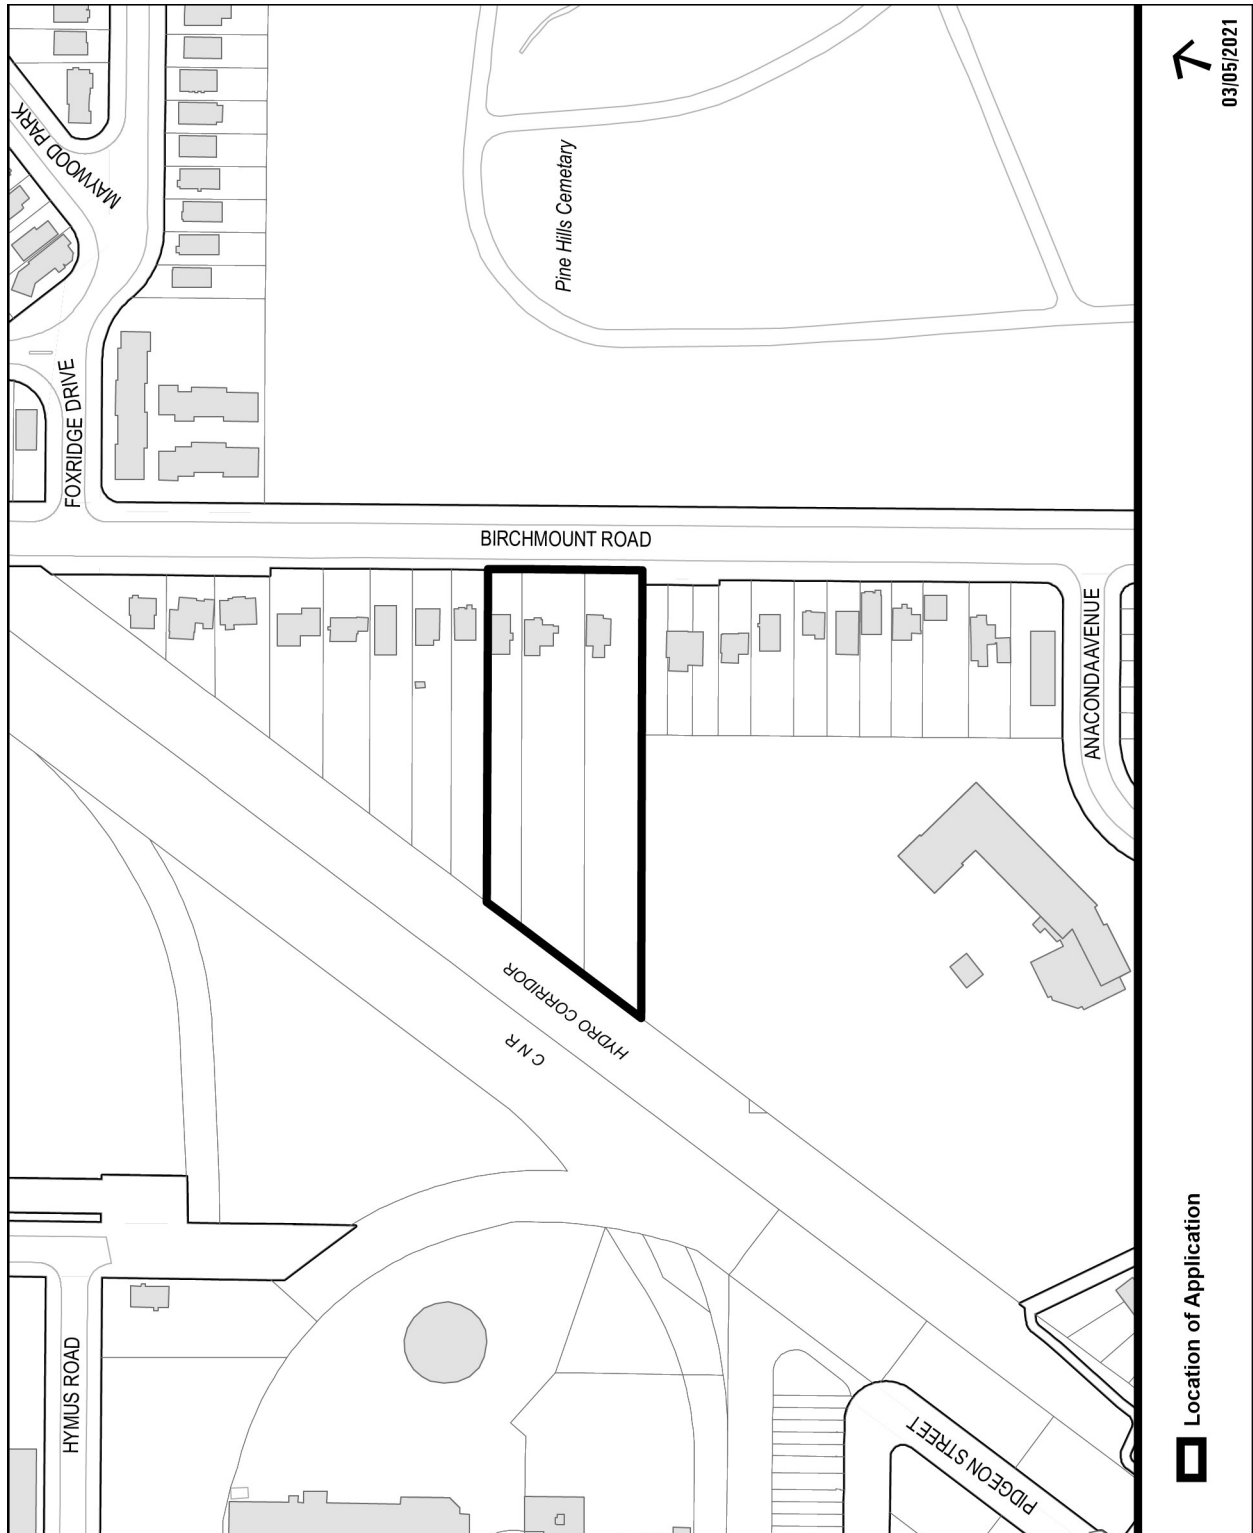 03/05/2021
MAYWOOD PARK
Pine Hills Cemetary
FOXRIDGE DRIVE
BIRCHMOUNT ROAD
ANACONDA AVENUE
HYDRO CORRIDOR
C N R
HYMUS ROAD
PIDGEON STREET
Location of Application